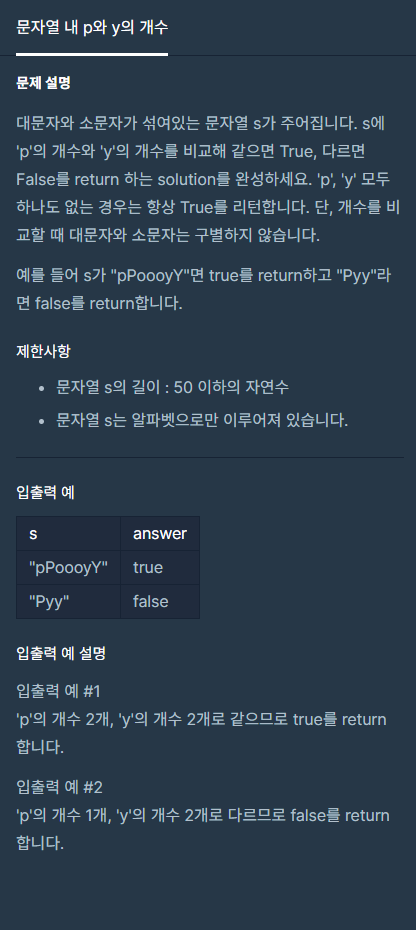 문자열 내 p와 y의 개수
문제 설명
대문자와 소문자가 섞여있는 문자열 s가 주어집니다. s에
'p'의 개수와 'y'의 개수를 비교해 같으면 True, 다르면
False를 return 하는 solution를 완성하세요. 'p', 'y' 모두
하나도 없는 경우는 항상 True를 리턴합니다. 단, 개수를 비
교할 때 대문자와 소문자는 구별하지 않습니다.
예를 들어 s가 "pPoooyY"면 true를 return하고 "Pyy"라
면 false를 return합니다.
제한사항
• 문자열 s의 길이 : 50 이하의 자연수
• 문자열 s는 알파벳으로만 이루어져 있습니다.
입출력 예
s answer
"pPoooyY" true
"Pyy" false
입출력 예 설명
입출력 예 #1
'p'의 개수 2개, 'y'의 개수 2개로 같으므로 true를 return
합니다.
입출력 예 #2
'p'의 개수 1개, 'y'의 개수 2개로 다르므로 false를 return
합니다.